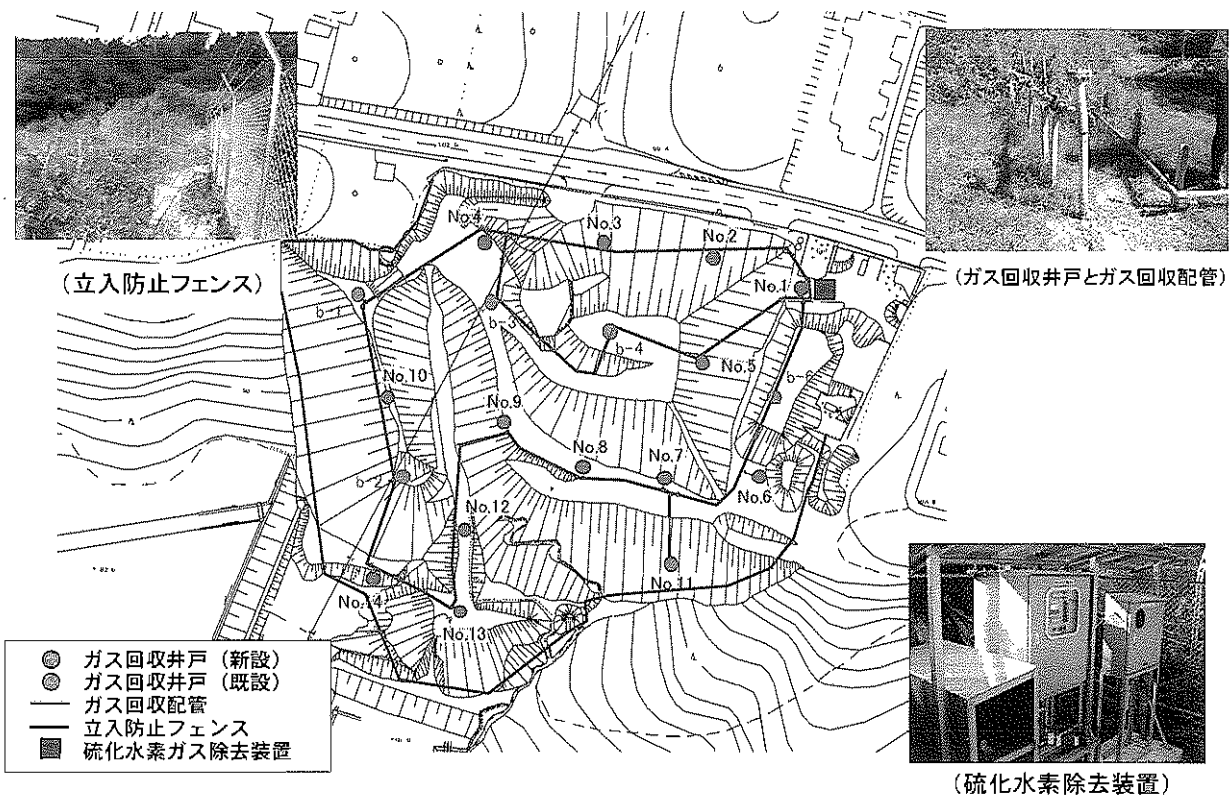 (立入防止フェンス)
(ガス回収井戸とガス回収配管)
No.4
No.3
No.2
No.1
b-1
b-3
b-4
No.5
No.10
No.9
No.8
No.7
No.6
b-2
No.12
No.11
No.14
No.13
ガス回収井戸 (新設)
ガス回収井戸 (既設)
ガス回収配管
立入防止フェンス
硫化水素ガス除去装置
(硫化水素除去装置)